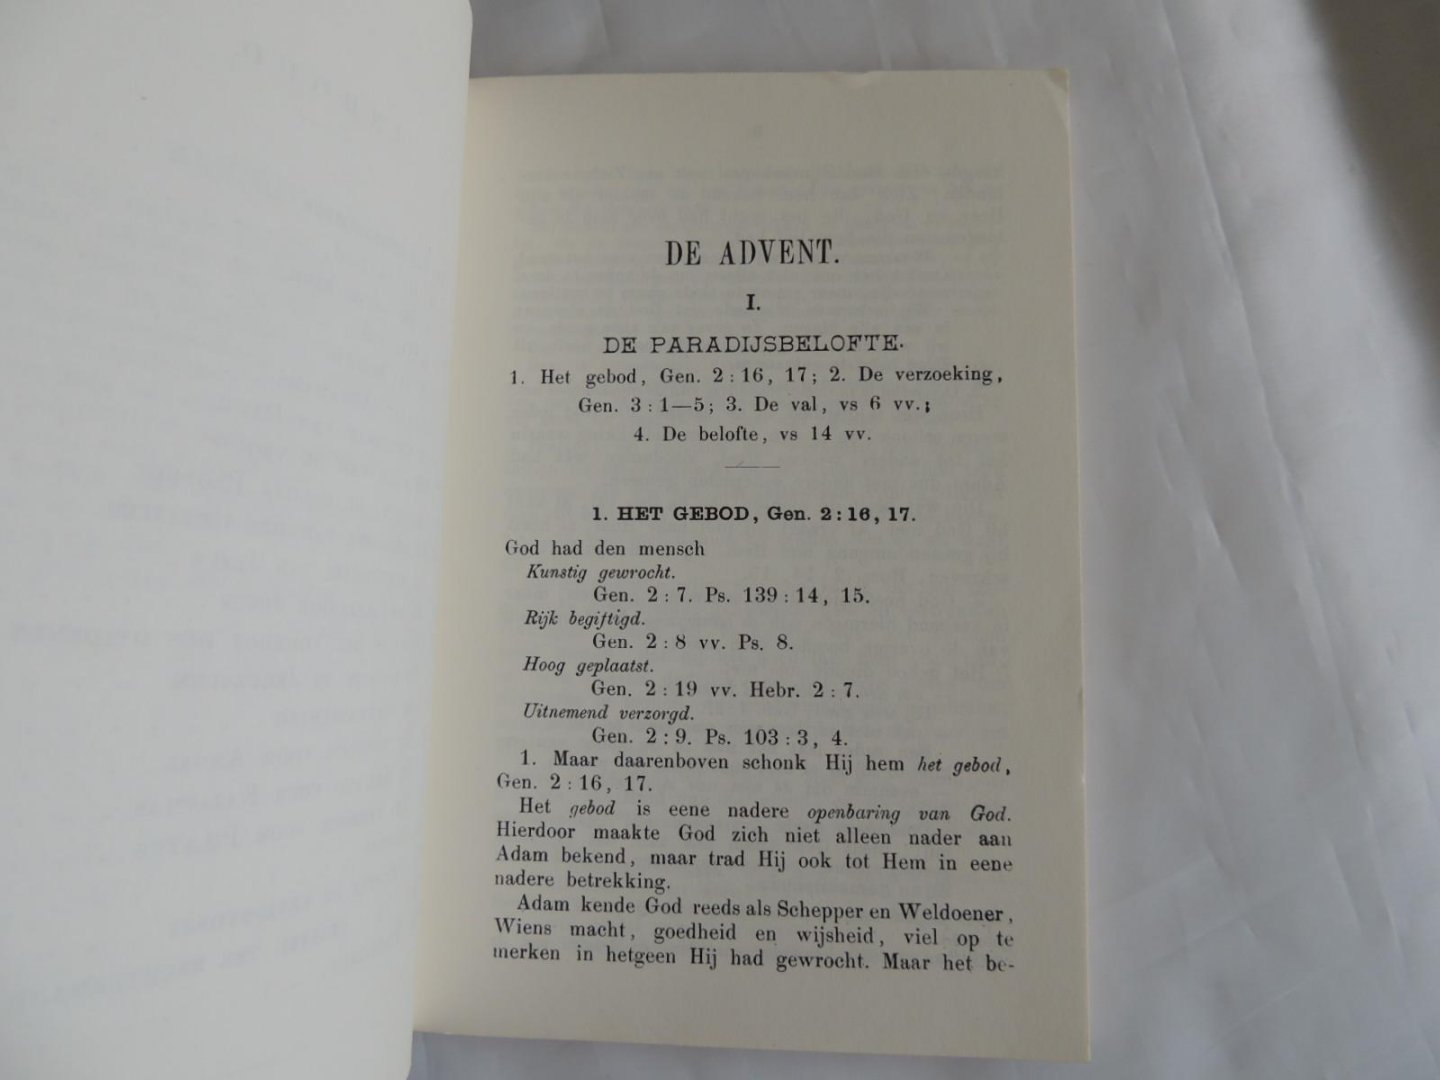 DE ADVENT.
I.
DE PARADIJSBELOFTE.
1. Het gebod, Gen. 2 : 16, 17; 2. De verzoeking,
Gen. 3 : 1—5; 3. De val, vs 6 vv.;
4. De belofte, vs 14 vv.
1. HET GEBOD, Gen. 2 : 16, 17.
God had den mensch
Kunstig gewrocht.
Gen. 2 : 7. Ps. 139 : 14, 15.
Rijk begiftigd.
Gen. 2 : 8 vv. Ps. 8.
Hoog geplaatst.
Gen. 2 : 19 vv. Hebr. 2 : 7.
Uitnemend verzorgd.
Gen. 2 : 9. Ps. 103 : 3, 4.
1. Maar daarenboven schonk Hij hem het gebod,
Gen. 2 : 16, 17.
Het gebod is eene nadere openbaring van God.
Hierdoor maakte God zich niet alleen nader aan
Adam bekend, maar trad Hij ook tot Hem in eene
nadere betrekking.
Adam kende God reeds als Schepper en Weldoener,
Wiens macht, goedheid en wijsheid, viel op te
merken in hetgeen Hij had gewrocht. Maar het be-